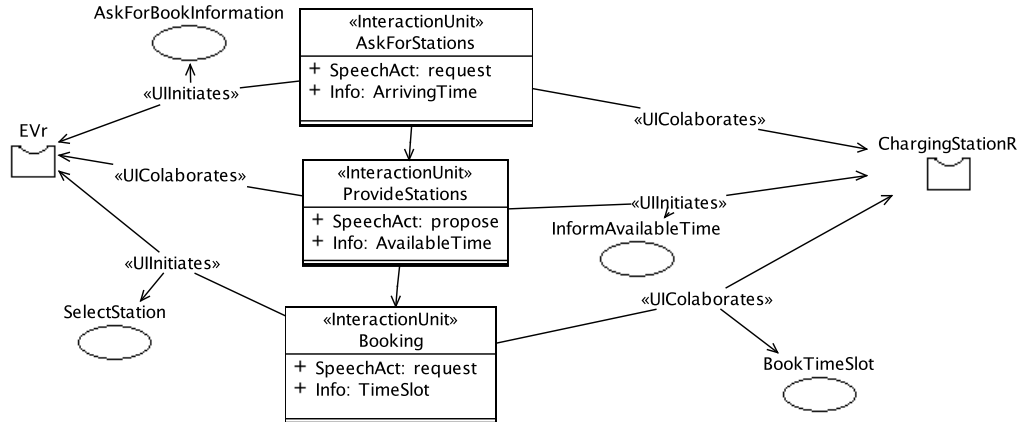 AskForBookInformation
«InteractionUnit»
AskForStations
+ SpeechAct: request
+ Info: ArrivingTime
«UIInitiates»
«UIColaborates»
EVr
ChargingStationR
«InteractionUnit»
ProvideStations
+ SpeechAct: propose
+ Info: AvailableTime
«UIColaborates»
«UIInitiates»
InformAvailableTime
«UIInitiates»
SelectStation
«InteractionUnit»
Booking
+ SpeechAct: request
+ Info: TimeSlot
«UIColaborates»
BookTimeSlot